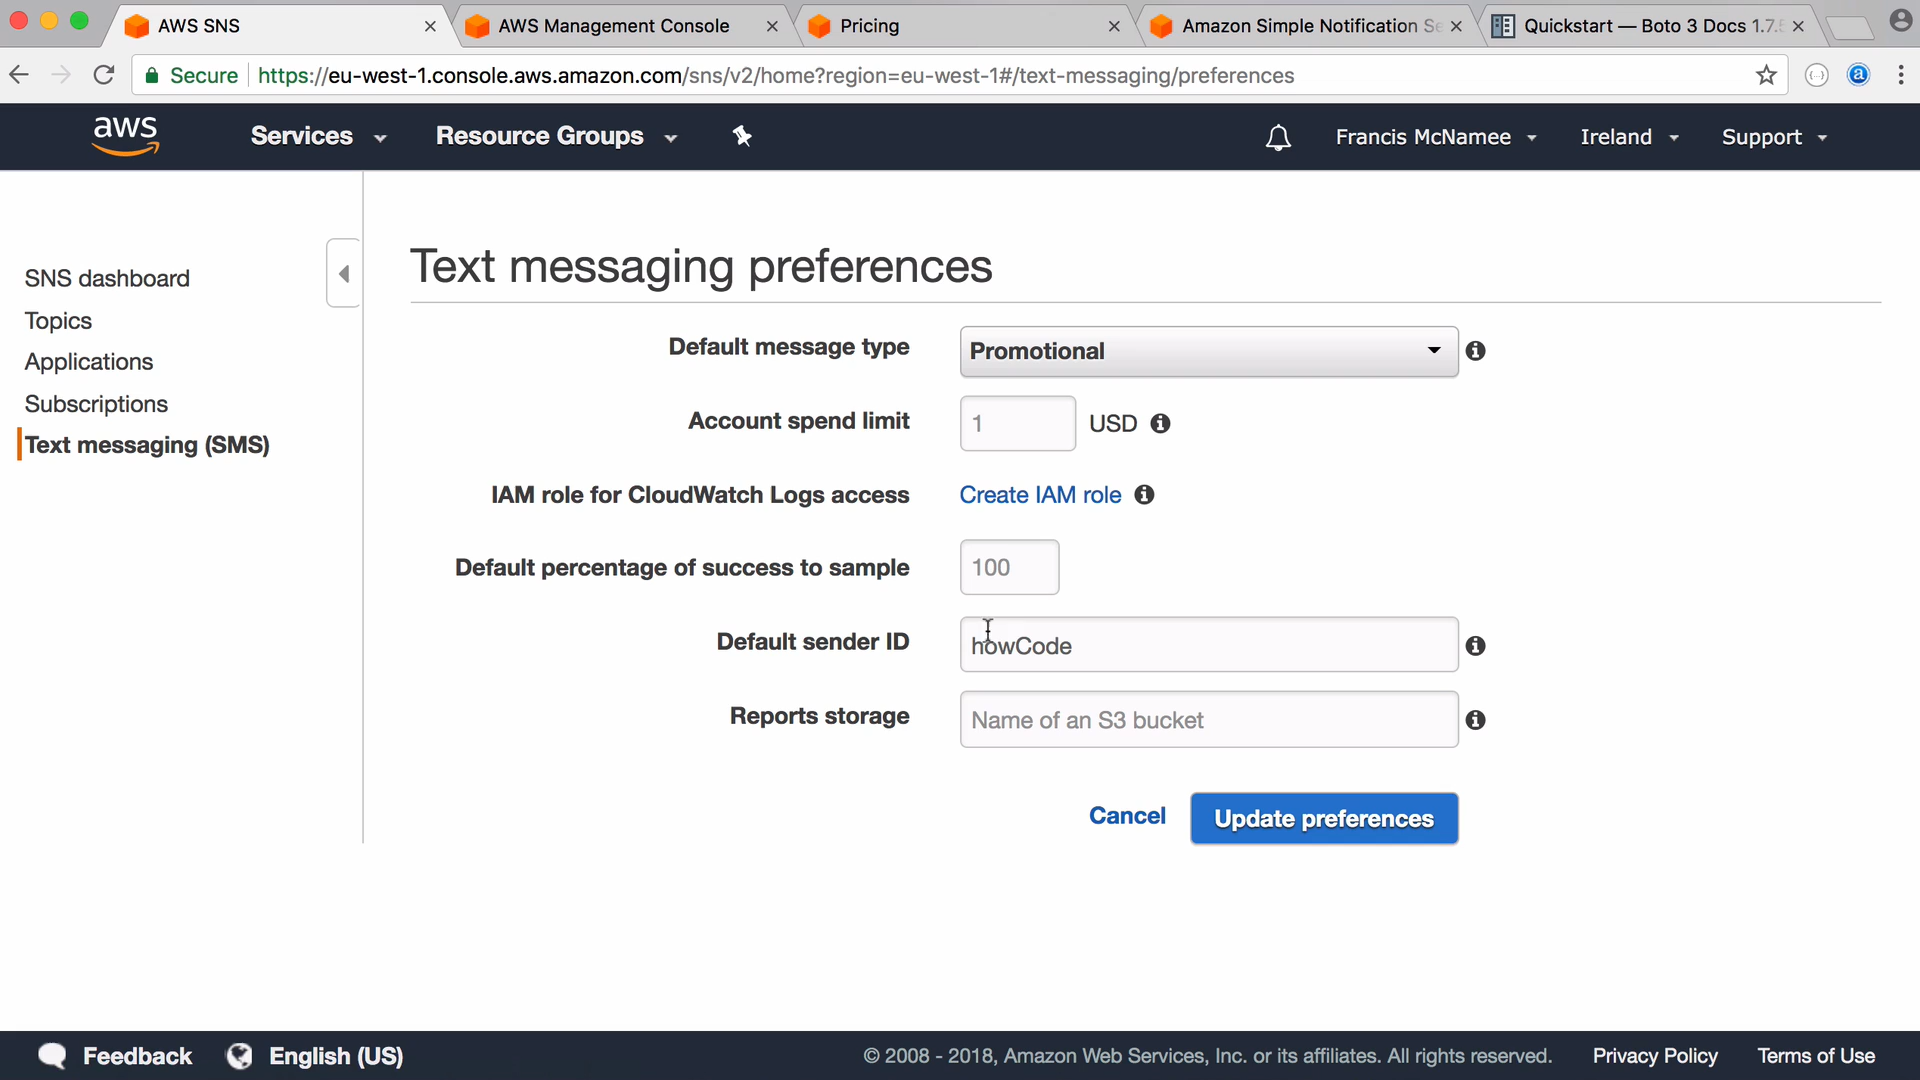 AWS SNS
AWS Management Console
Pricing
Amazon Simple Notification Se
Quickstart — Boto 3 Docs 1.7.5
Secure
https://eu-west-1.console.aws.amazon.com/sns/v2/home?region=eu-west-1#/text-messaging/preferences
aws
Services
Resource Groups
Francis McNamee
Ireland
Support
SNS dashboard
Topics
Applications
Subscriptions
Text messaging (SMS)
Text messaging preferences
Default message type
Promotional
Account spend limit
1
USD
IAM role for CloudWatch Logs access
Create IAM role
Default percentage of success to sample
100
Default sender ID
howCode
Reports storage
Name of an S3 bucket
Cancel
Update preferences
Feedback
English (US)
© 2008 - 2018, Amazon Web Services, Inc. or its affiliates. All rights reserved.
Privacy Policy
Terms of Use